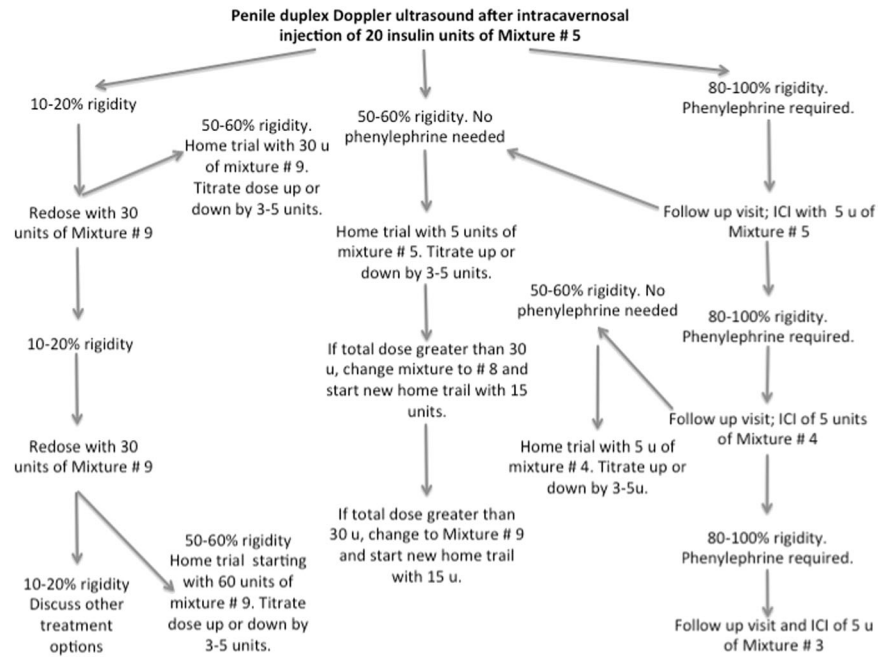 Penile duplex Doppler ultrasound after intracavernosal
injection of 20 insulin units of Mixture # 5
10-20% rigidity
50-60% rigidity.
Home trial with 30 u
of mixture # 9.
Titrate dose up or
down by 3-5 units.
Redose with 30
units of Mixture # 9
10-20% rigidity
Redose with 30
units of Mixture # 9
10-20% rigidity
Discuss other
treatment
options
50-60% rigidity
Home trial starting
with 60 units of
mixture # 9. Titrate
dose up or down by
3-5 units.
50-60% rigidity. No
phenylephrine needed
Home trial with 5 units of
mixture # 5. Titrate up or
down by 3-5 units.
If total dose greater than 30
u, change mixture to # 8 and
start new home trail with 15
units.
If total dose greater than
30 u, change to Mixture # 9
and start new home trail
with 15 u.
80-100% rigidity.
Phenylephrine required.
Follow up visit; ICI with 5 u of
Mixture # 5
80-100% rigidity.
Phenylephrine required.
50-60% rigidity. No
phenylephrine needed
Home trial with 5 u of
mixture # 4. Titrate up or
down by 3-5u.
Follow up visit; ICI of 5 units
of Mixture # 4
80-100% rigidity.
Phenylephrine required.
Follow up visit and ICI of 5 u
of Mixture # 3